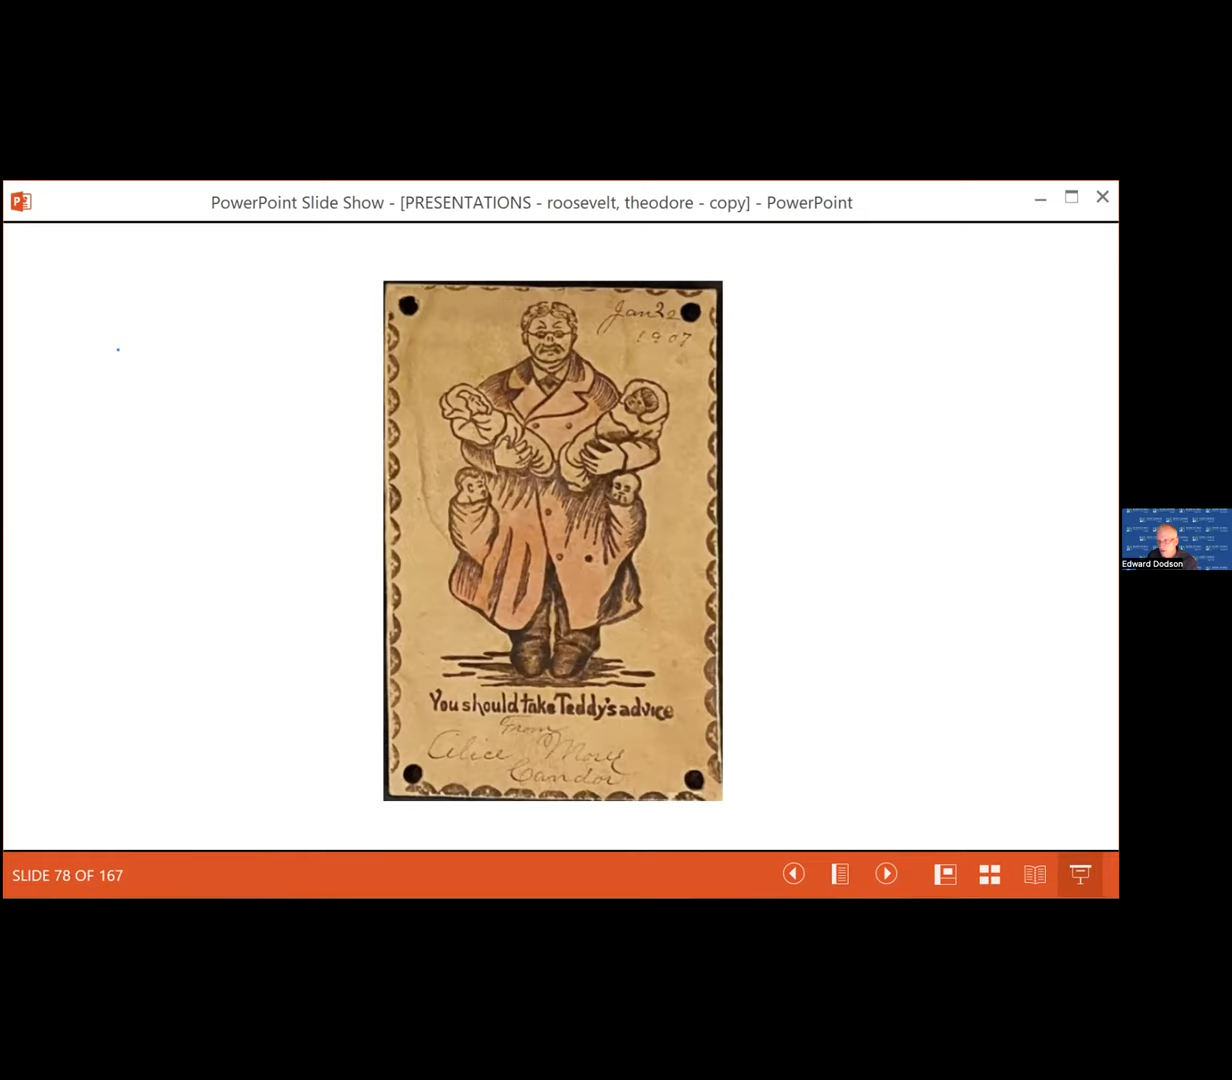 PowerPoint Slide Show - [PRESENTATIONS - roosevelt, theodore - copy] - PowerPoint
Jan 22
1907
You should take Teddy's advice
From
Alice
Candor
Edward Dodson
SLIDE 78 OF 167